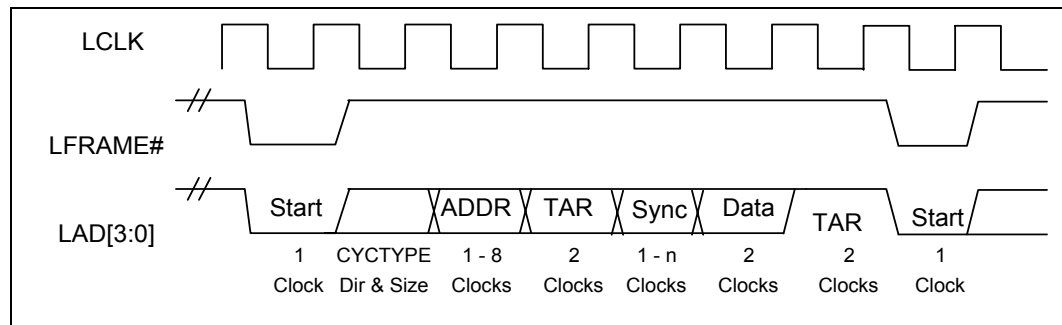 LCLK
LFRAME#
LAD[3:0]
Start ADDR TAR Sync Data TAR Start
1 CYCTYPE 1 - 8 2 1 - n 2 2 1
Clock Dir & Size Clocks Clocks Clocks Clocks Clocks Clock